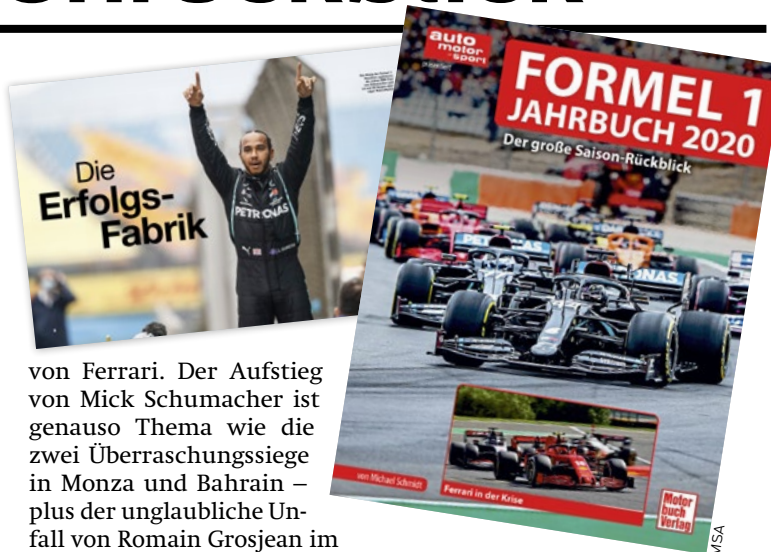 Die
Erfolgs-
Fabrik
PETRONAS
auto
motor
sport
FORMEL 1
JAHRBUCH 2020
Der große Saison-Rückblick
von Michael Schmidt
Ferrari in der Krise
Motor
buch
Verlag
von Ferrari. Der Aufstieg
von Mick Schumacher ist
genauso Thema wie die
zwei Überraschungssiege
in Monza und Bahrain –
plus der unglaubliche Un-
fall von Romain Grosjean im